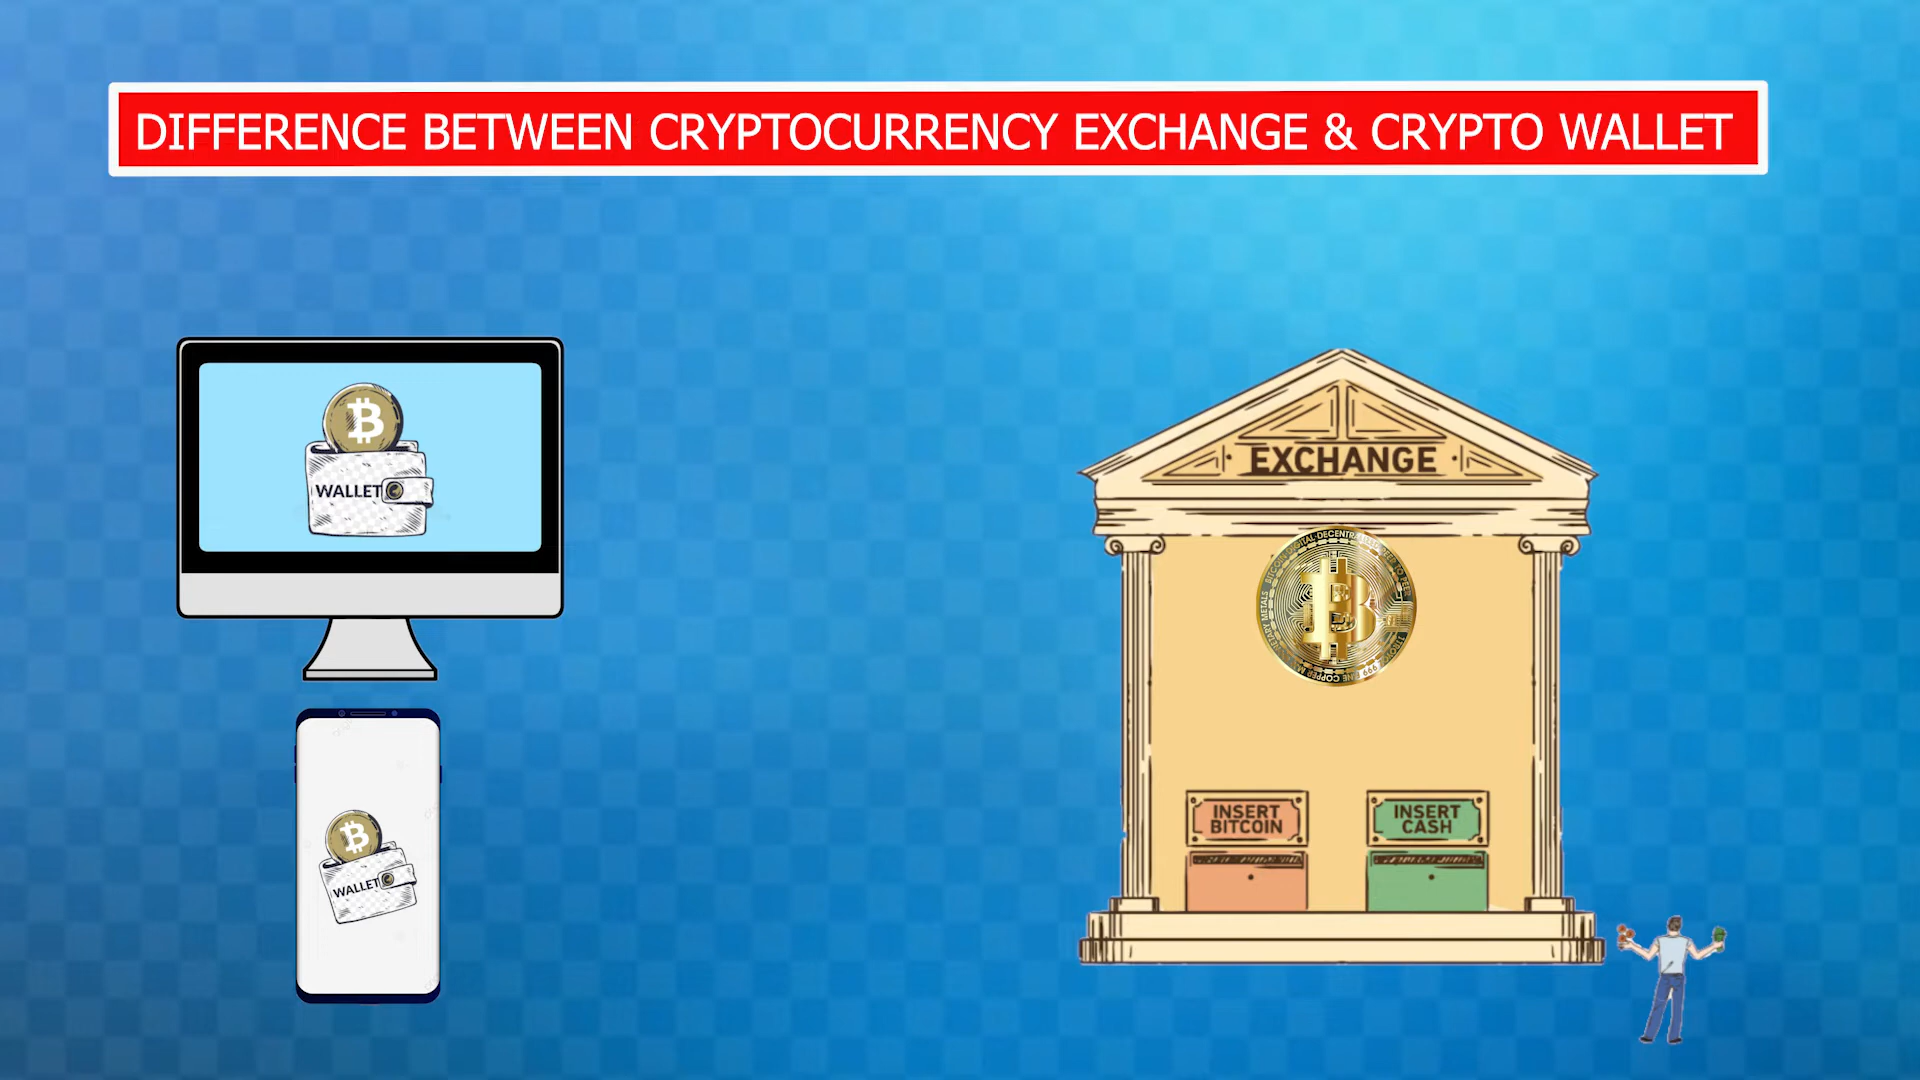 DIFFERENCE BETWEEN CRYPTOCURRENCY EXCHANGE & CRYPTO WALLET
WALLET
EXCHANGE
INSERT
BITCOIN
INSERT
CASH
WALLET